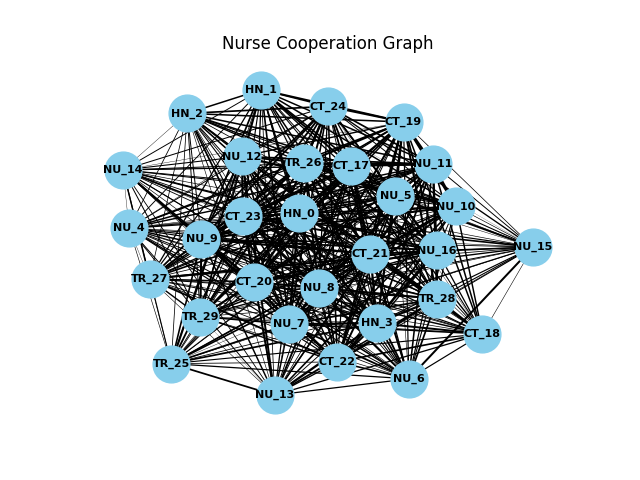 Nurse Cooperation Graph
HN_1
HN_2
CT_24
CT_19
NU_12
TR_26
CT_17
NU_11
NU_14
NU_5
NU_10
CT_23
HN_0
NU_4
NU_9
NU_16
NU_15
CT_21
TR_27
CT_20
NU_8
TR_28
TR_29
NU_7
HN_3
CT_18
TR_25
CT_22
NU_6
NU_13